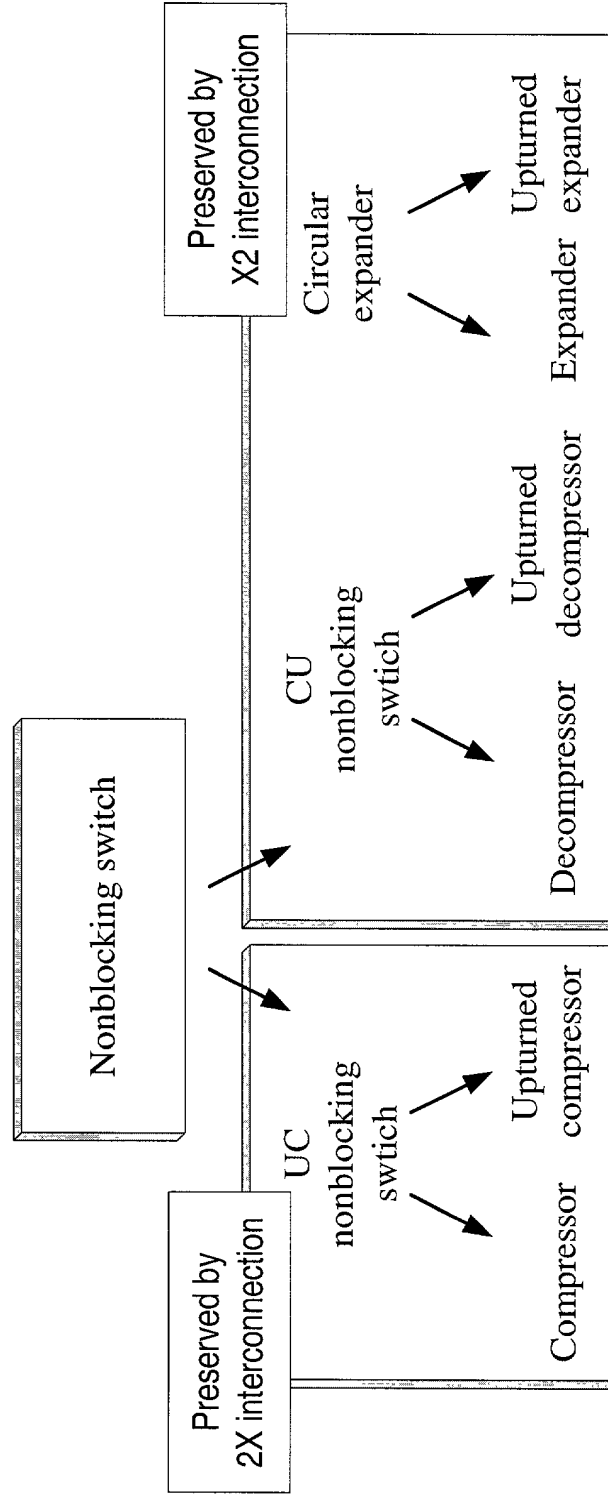 Nonblocking switch
Preserved by
2X interconnection
UC
nonblocking
swtich
Compressor
Upturned
compressor
Preserved by
X2 interconnection
CU
nonblocking
swtich
Decompressor
Upturned
decompressor
Circular
expander
Expander
Upturned
expander